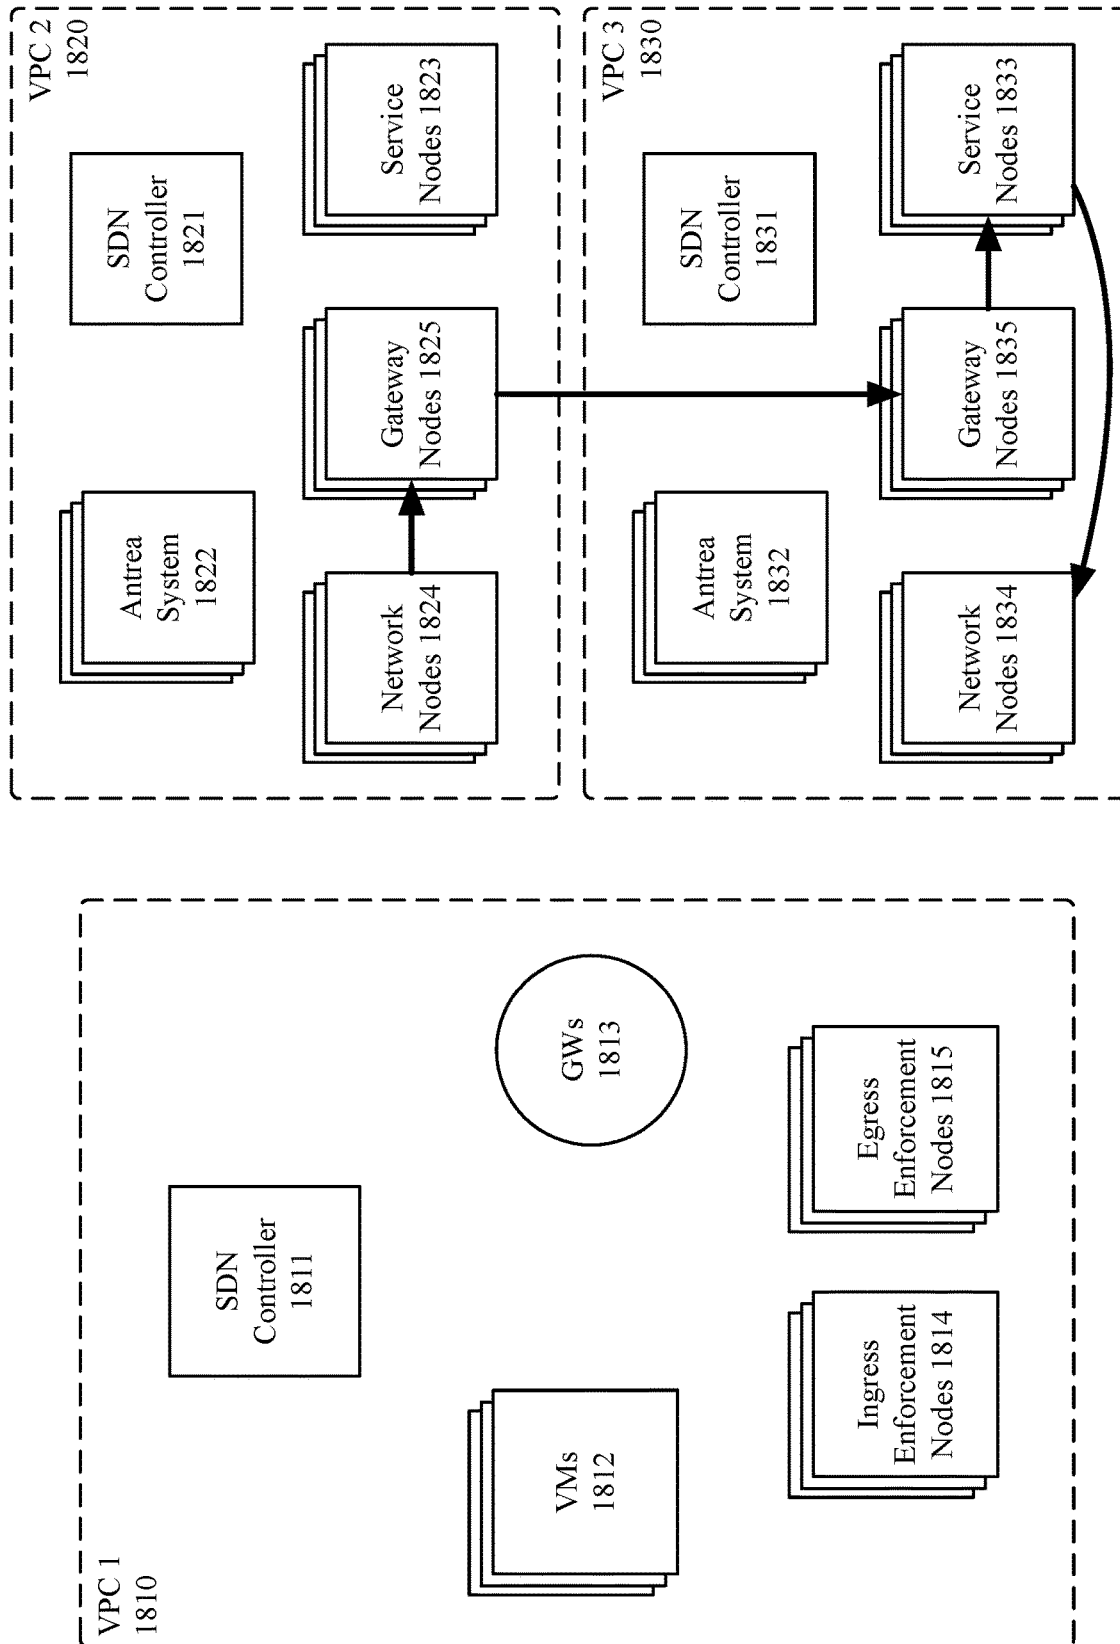 VPC 1
1810
SDN
Controller
1811
VMs
1812
GWs
1813
Ingress
Enforcement
Nodes 1814
Egress
Enforcement
Nodes 1815
VPC 2
1820
Antrea
System
1822
SDN
Controller
1821
Network
Nodes 1824
Gateway
Nodes 1825
Service
Nodes 1823
VPC 3
1830
Antrea
System
1832
SDN
Controller
1831
Network
Nodes 1834
Gateway
Nodes 1835
Service
Nodes 1833